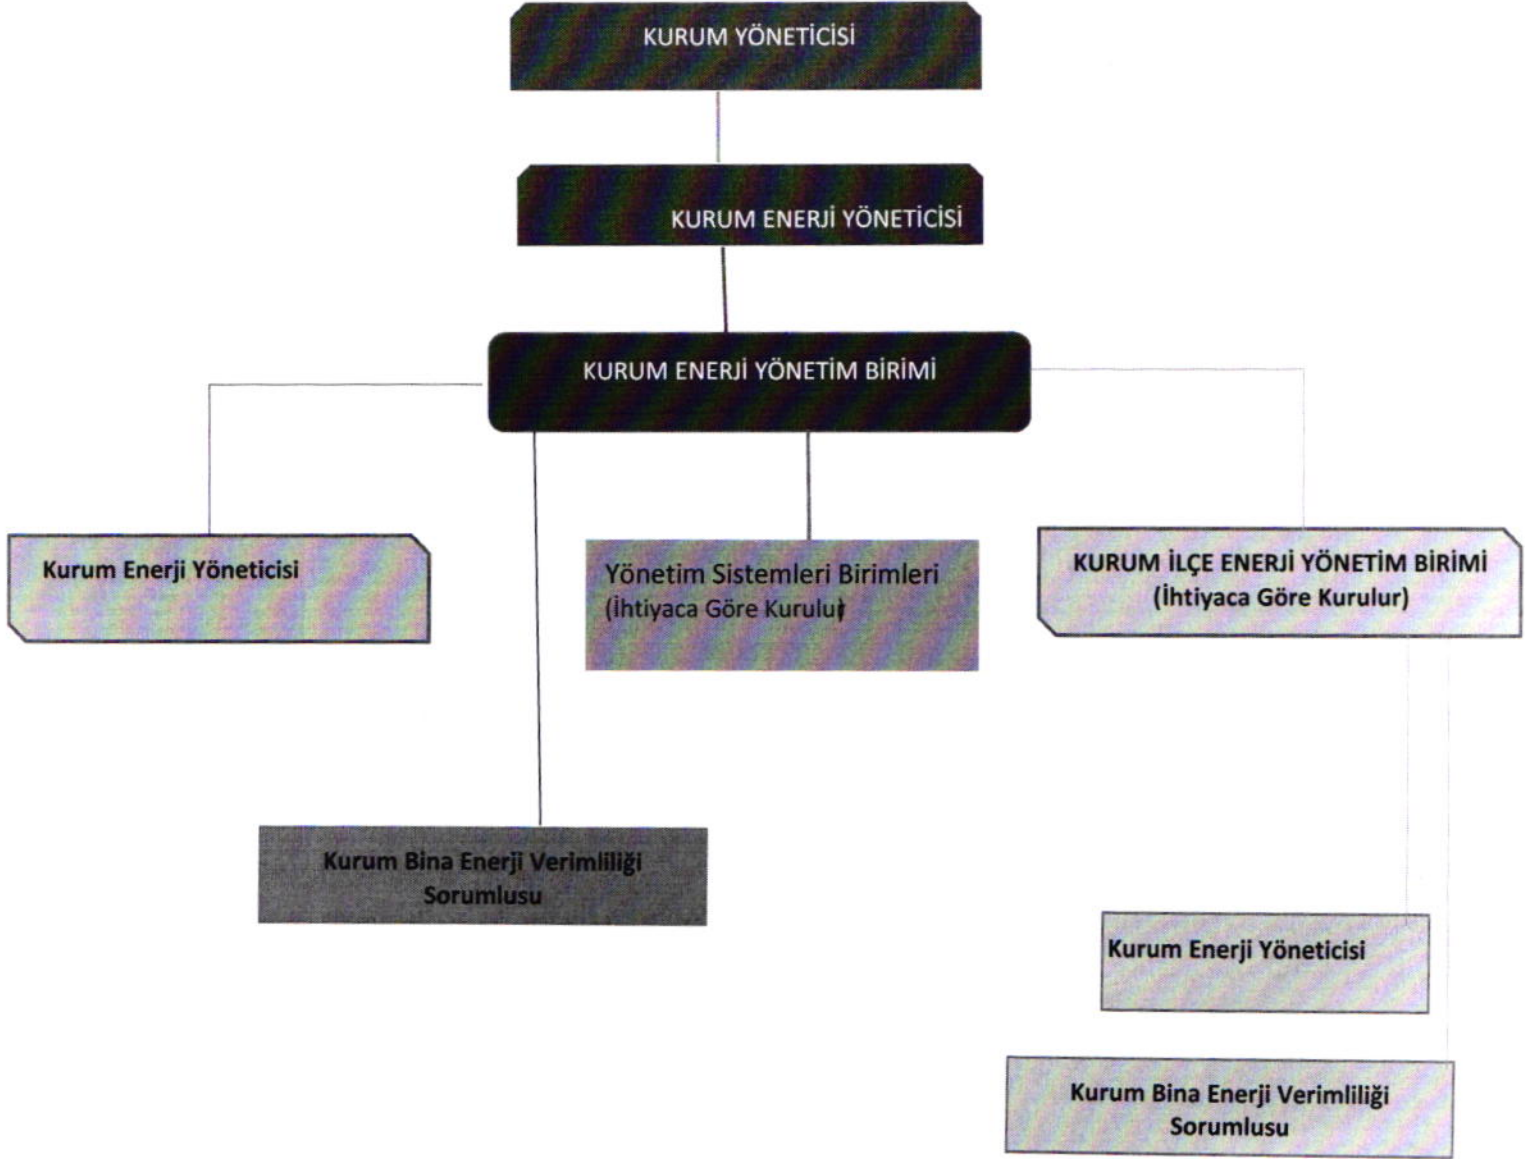 KURUM YÖNETİCİSİ
KURUM ENERJİ YÖNETİCİSİ
KURUM ENERJİ YÖNETİM BİRİMİ
Kurum Enerji Yöneticisi
Yönetim Sistemleri Birimleri
(İhtiyaca Göre Kurulur)
KURUM İLÇE ENERJİ YÖNETİM BİRİMİ
(İhtiyaca Göre Kurulur)
Kurum Bina Enerji Verimliliği
Sorumlusu
Kurum Enerji Yöneticisi
Kurum Bina Enerji Verimliliği
Sorumlusu